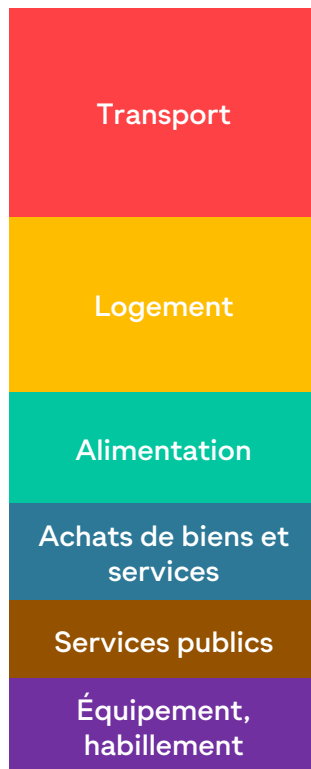 Transport
Logement
Alimentation
Achats de biens et
services
Services publics
Équipement,
habillement